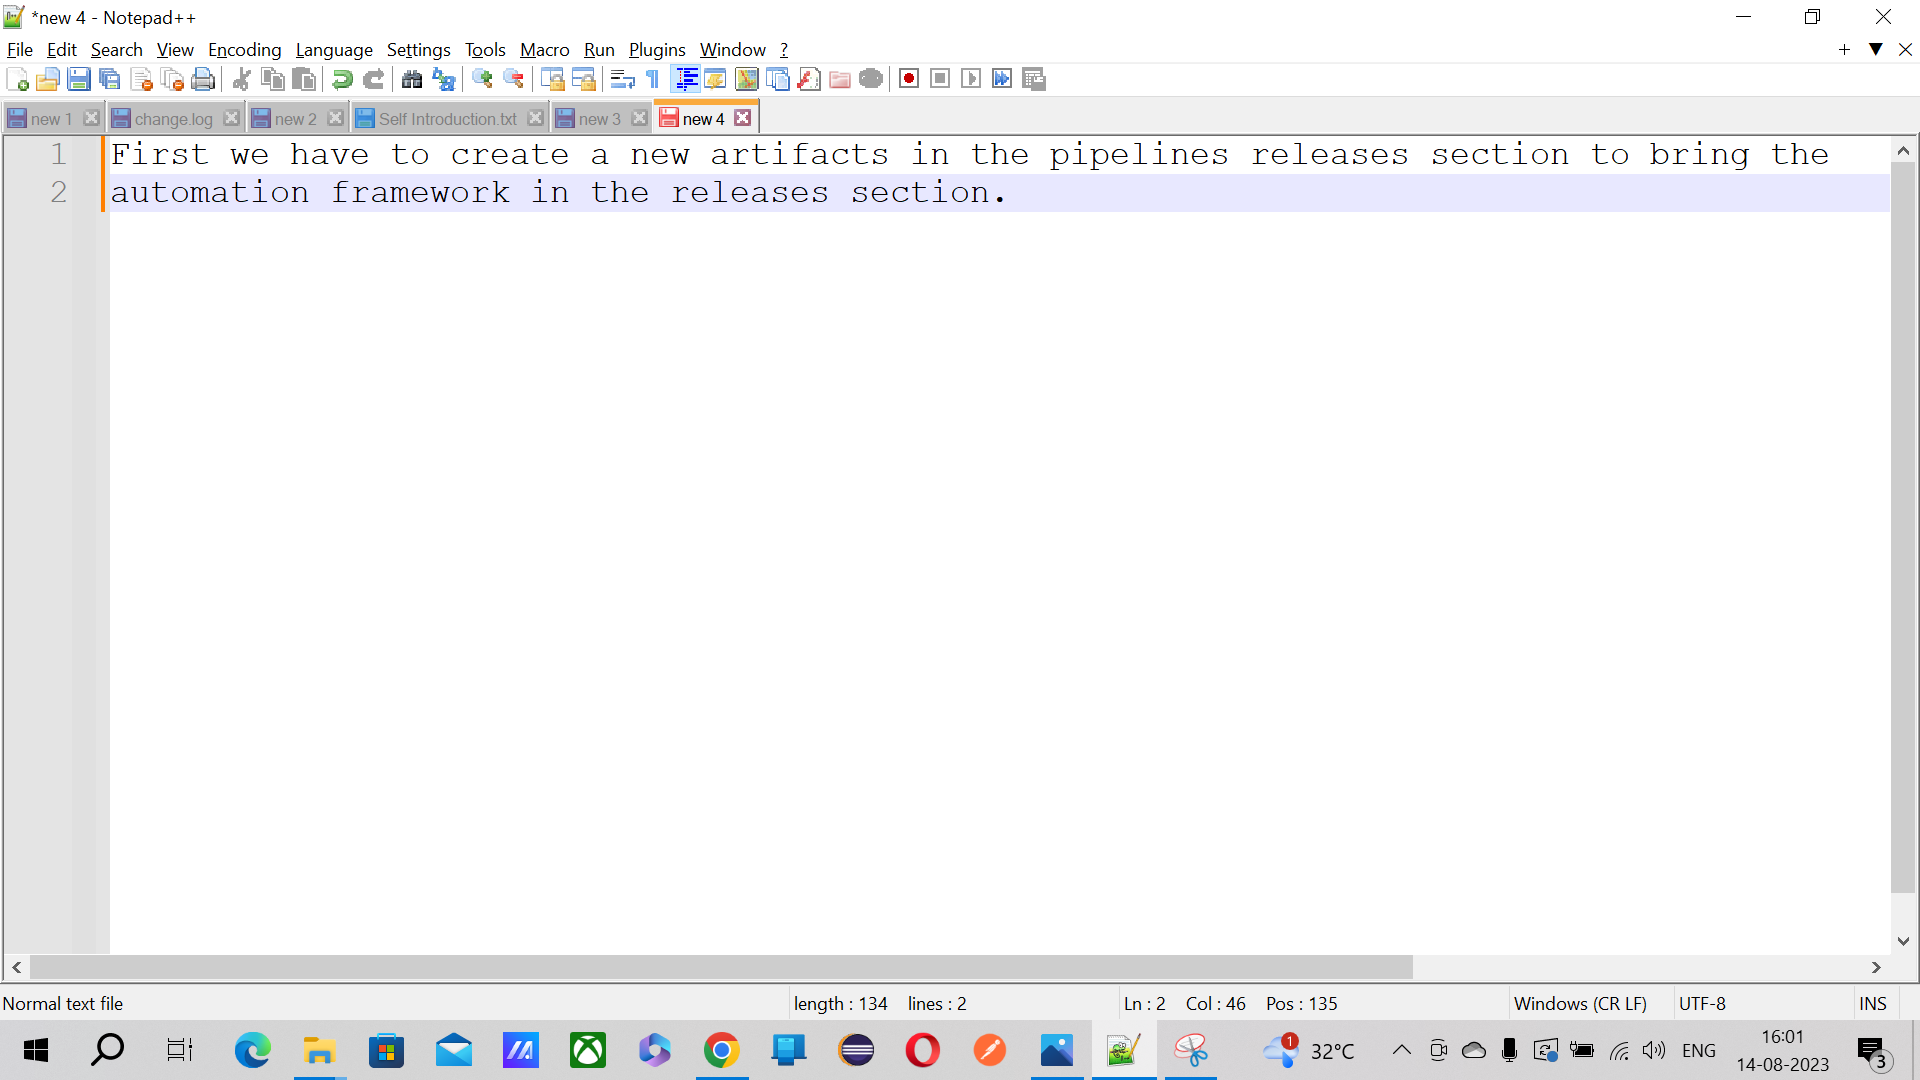 *new 4 - Notepad++
File Edit Search View Encoding Language Settings Tools Macro Run Plugins Window ?
new 1 change.log new 2 Self Introduction.txt new 3 new 4
1 First we have to create a new artifacts in the pipelines releases section to bring the
2 automation framework in the releases section.
Normal text file length : 134 lines : 2 Ln : 2 Col : 46 Pos : 135 Windows (CR LF) UTF-8 INS
1 32°C ENG 16:01
14-08-2023 3